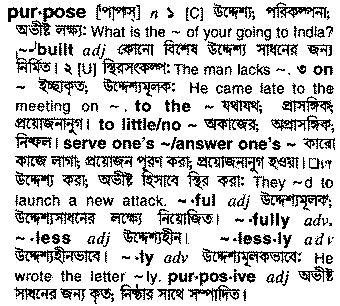 pur·pose [পাপাস্] n ১ [C] উদ্দেশ্য, পরিকল্পনা;
অভীষ্ট লক্ষ্য: What is the ~ of your going to India?
~-ˈbuilt adj কোনো বিশেষ উদ্দেশ্য সাধনের জন্য
নির্মিত। ২ [U] স্থিরসংকল্প: The man lacks ~. ৩ on
~ ইচ্ছাকৃত; উদ্দেশ্যমূলক: He came late to the
meeting on ~. to the ~ যথাযথ; প্রাসঙ্গিক;
প্রয়োজনানুগ। to little/no ~ অকাজের; অপ্রাসঙ্গিক;
নিষ্ফল। serve one's ~/answer one's ~ কারো
কাজে লাগা; প্রয়োজন পূরণ করা; প্রয়োজনানুগ হওয়া। □vt
উদ্দেশ্য করা; অভীষ্ট হিসাবে স্থির করা: They ~d to
launch a new attack. ~·ful adj উদ্দেশ্যমূলক;
উদ্দেশ্যসাধনের লক্ষ্যে নিয়োজিত। ~·fully adv,
~·less adj উদ্দেশ্যহীন। ~·less·ly adv
উদ্দেশ্যহীনভাবে। ~·ly adv উদ্দেশ্যমূলকভাবে: He
wrote the letter ~ly. pur·pos·ive adj অভীষ্ট
সাধনের জন্য কৃত; নিষ্ঠার সাথে সম্পাদিত।